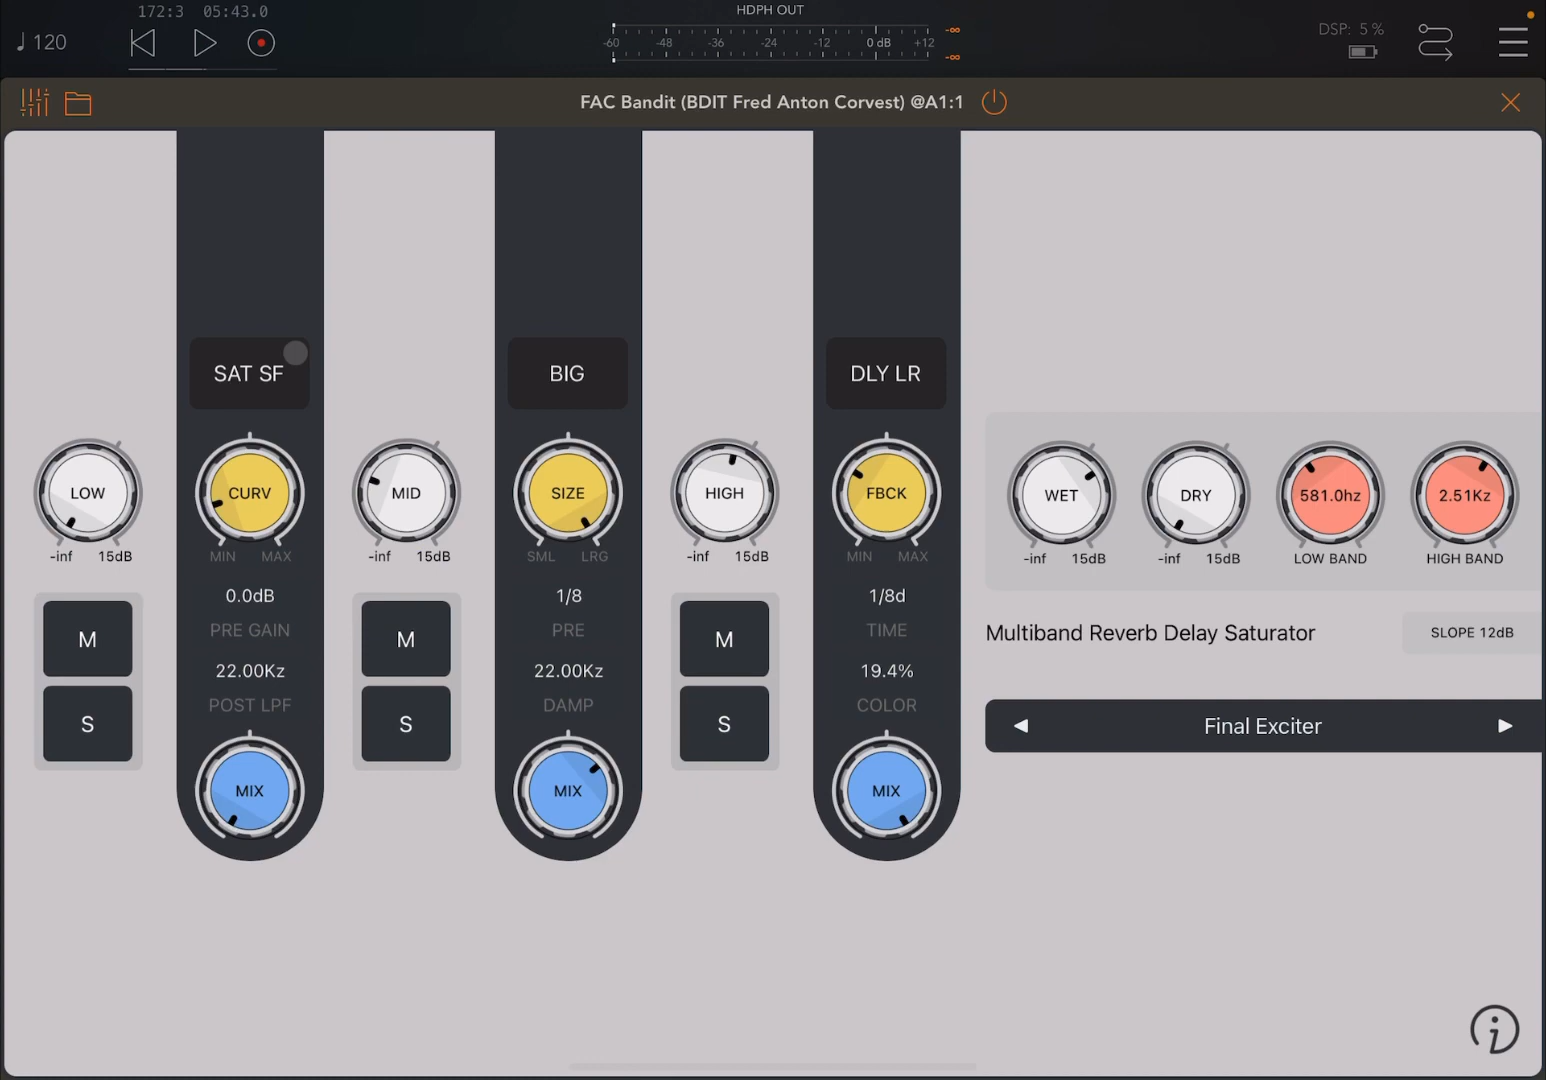 172:3 05:43.0
HDPH OUT
DSP: 5 %
120
-60 -48 -36 -24 -12 0 dB +12
-∞
-∞
FAC Bandit (BDIT Fred Anton Corvest) @A1:1
SAT SF
BIG
DLY LR
LOW
-inf 15dB
CURV
MIN MAX
MID
-inf 15dB
SIZE
SML LRG
HIGH
-inf 15dB
FBCK
MIN MAX
WET
-inf 15dB
DRY
-inf 15dB
581.0hz
LOW BAND
2.51Kz
HIGH BAND
0.0dB
PRE GAIN
22.00Kz
POST LPF
1/8
PRE
22.00Kz
DAMP
1/8d
TIME
19.4%
COLOR
M
S
M
S
M
S
Multiband Reverb Delay Saturator
SLOPE 12dB
Final Exciter
MIX
MIX
MIX